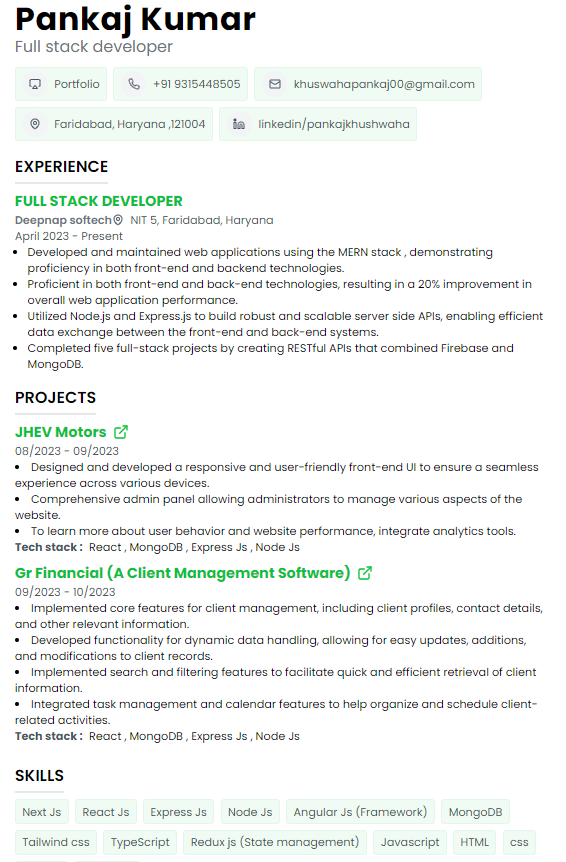 Pankaj Kumar
Full stack developer
Portfolio
+91 9315448505
khuswahapankaj00@gmail.com
Faridabad, Haryana ,121004
linkedin/pankajkhushwaha
EXPERIENCE
FULL STACK DEVELOPER
Deepnap softech NIT 5, Faridabad, Haryana
April 2023 - Present
• Developed and maintained web applications using the MERN stack , demonstrating
proficiency in both front-end and backend technologies.
• Proficient in both front-end and back-end technologies, resulting in a 20% improvement in
overall web application performance.
• Utilized Node.js and Express.js to build robust and scalable server side APIs, enabling efficient
data exchange between the front-end and back-end systems.
• Completed five full-stack projects by creating RESTful APIs that combined Firebase and
MongoDB.
PROJECTS
JHEV Motors
08/2023 - 09/2023
• Designed and developed a responsive and user-friendly front-end UI to ensure a seamless
experience across various devices.
• Comprehensive admin panel allowing administrators to manage various aspects of the
website.
• To learn more about user behavior and website performance, integrate analytics tools.
Tech stack : React , MongoDB , Express Js , Node Js
Gr Financial (A Client Management Software)
09/2023 - 10/2023
• Implemented core features for client management, including client profiles, contact details,
and other relevant information.
• Developed functionality for dynamic data handling, allowing for easy updates, additions,
and modifications to client records.
• Implemented search and filtering features to facilitate quick and efficient retrieval of client
information.
• Integrated task management and calendar features to help organize and schedule client-
related activities.
Tech stack : React , MongoDB , Express Js , Node Js
SKILLS
Next Js
React Js
Express Js
Node Js
Angular Js (Framework)
MongoDB
Tailwind css
TypeScript
Redux js (State management)
Javascript
HTML
css